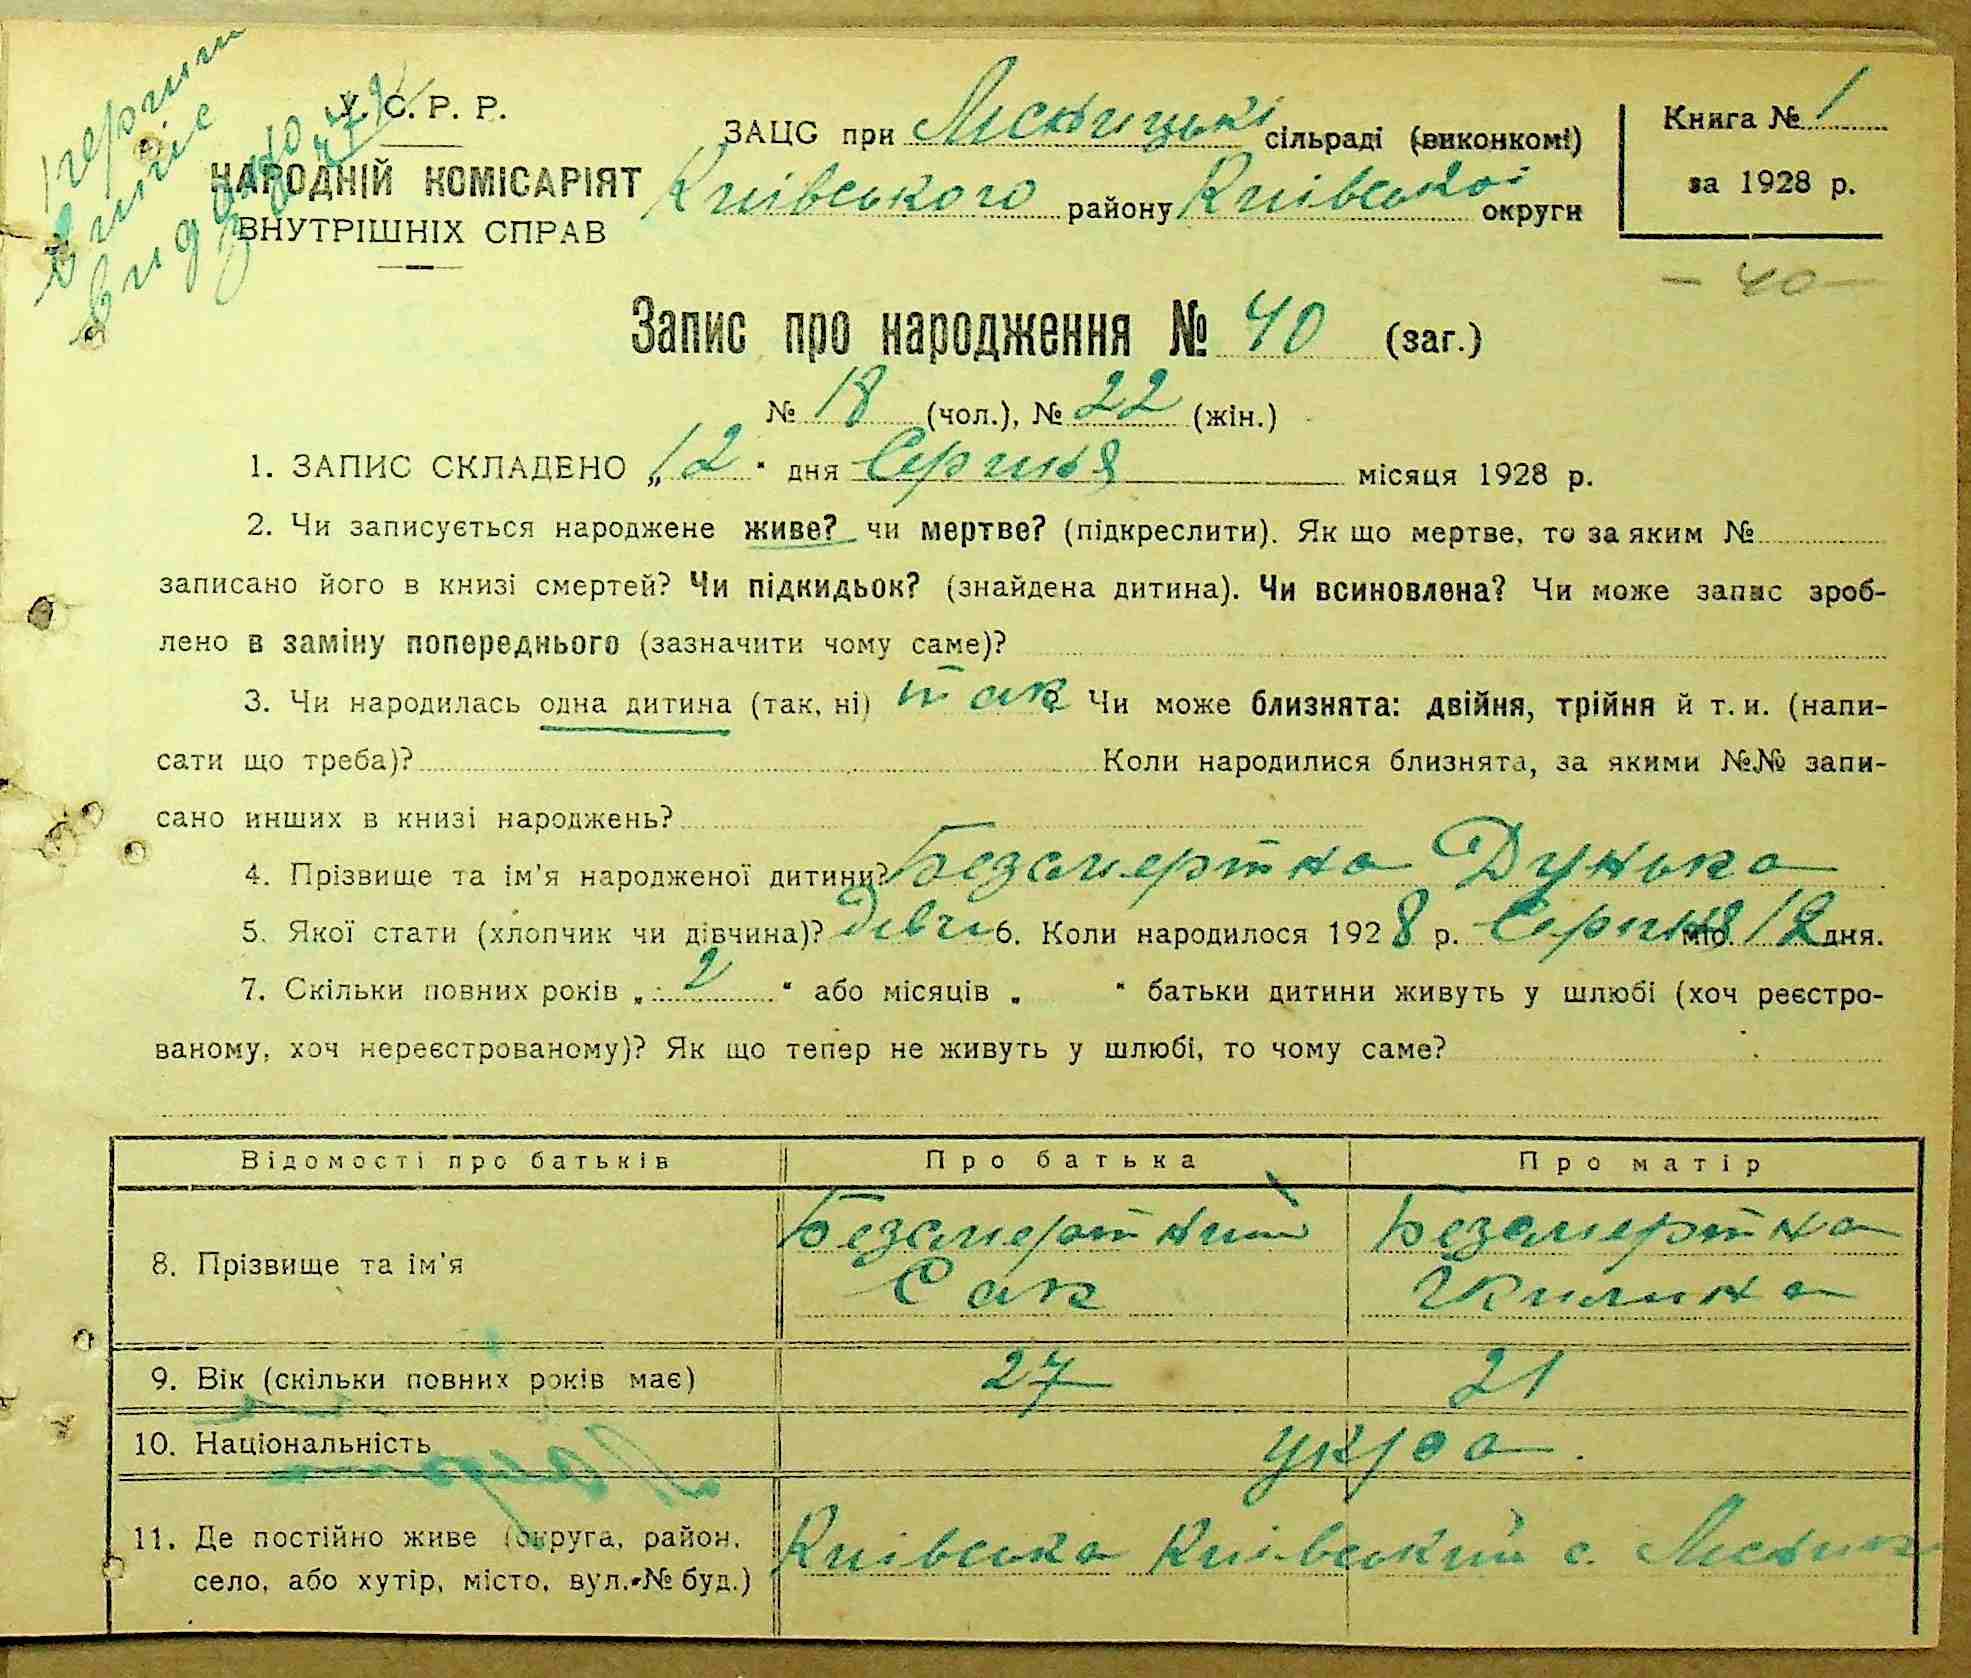 перший
витяг
видано
У. С. Р. Р.
НАРОДНІЙ КОМІСАРІЯТ
ВНУТРІШНІХ СПРАВ
ЗАЦС при Лісницькі сільраді (виконкомі)
Київського району Київської округи
Книга № 1
за 1928 р.
- 40 -
Запис про народження № 40 (заг.)
№ 18 (чол.), № 22 (жін.)
1. ЗАПИС СКЛАДЕНО „12“ дня Серпня місяця 1928 р.
2. Чи записується народжене живе? чи мертве? (підкреслити). Як що мертве, то за яким №
записано його в книзі смертей? Чи підкидьок? (знайдена дитина). Чи всиновлена? Чи може запис зроб-
лено в заміну попереднього (зазначити чому саме)?
3. Чи народилась одна дитина (так, ні) так Чи може близнята: двійня, трійня й т. и. (напи-
сати що треба)? Коли народилися близнята, за якими №№ запи-
сано инших в книзі народжень?
4. Прізвище та ім'я народженої дитини? Безсмертна Дунька
5. Якої стати (хлопчик чи дівчина)? Дівч 6. Коли народилося 1928 р. Серпня міс. 12 дня.
7. Скільки повних років „ 2 “ або місяців „ “ батьки дитини живуть у шлюбі (хоч реєстро-
ваному, хоч нереєстрованому)? Як що тепер не живуть у шлюбі, то чому саме?
Відомості про батьків Про батька Про матір
8. Прізвище та ім'я Безсмертний Сак Безсмертна Килина
9. Вік (скільки повних років має) 27 21
10. Національність укра.
11. Де постійно живе (округа, район,
село, або хутір, місто, вул.-№ буд.) Київська Київський с. Лісники